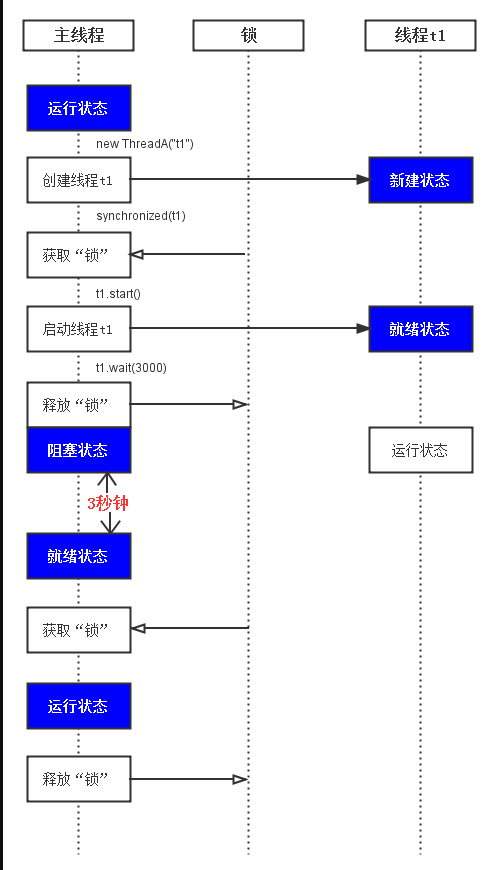 主线程
锁
线程t1
运行状态
new ThreadA("t1")
创建线程t1
新建状态
synchronized(t1)
获取“锁”
t1.start()
启动线程t1
就绪状态
t1.wait(3000)
释放“锁”
阻塞状态
运行状态
3秒钟
就绪状态
获取“锁”
运行状态
释放“锁”